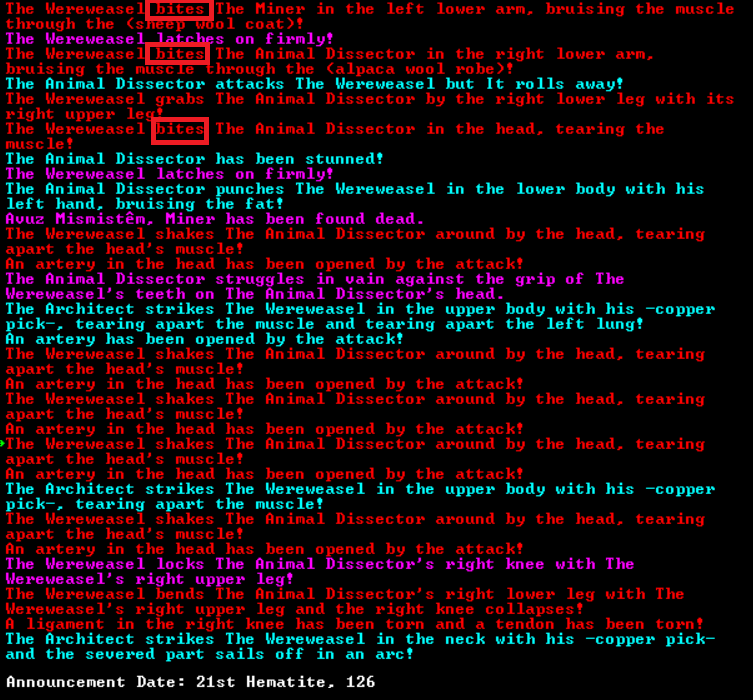 The Wereweasel bites The Miner in the left lower arm, bruising the muscle
through the (sheep wool coat)!
The Wereweasel latches on firmly!
The Wereweasel bites The Animal Dissector in the right lower arm,
bruising the muscle through the (alpaca wool robe)!
The Animal Dissector attacks The Wereweasel but It rolls away!
The Wereweasel grabs The Animal Dissector by the right lower leg with its
right upper leg!
The Wereweasel bites The Animal Dissector in the head, tearing the
muscle!
The Animal Dissector has been stunned!
The Wereweasel latches on firmly!
The Animal Dissector punches The Wereweasel in the lower body with his
left hand, bruising the fat!
Avuz Mismistêm, Miner has been found dead.
The Wereweasel shakes The Animal Dissector around by the head, tearing
apart the head's muscle!
An artery in the head has been opened by the attack!
The Animal Dissector struggles in vain against the grip of The
Wereweasel's teeth on The Animal Dissector's head.
The Architect strikes The Wereweasel in the upper body with his -copper
pick-, tearing apart the muscle and tearing apart the left lung!
An artery has been opened by the attack!
The Wereweasel shakes The Animal Dissector around by the head, tearing
apart the head's muscle!
An artery in the head has been opened by the attack!
The Wereweasel shakes The Animal Dissector around by the head, tearing
apart the head's muscle!
An artery in the head has been opened by the attack!
The Wereweasel shakes The Animal Dissector around by the head, tearing
apart the head's muscle!
An artery in the head has been opened by the attack!
The Architect strikes The Wereweasel in the upper body with his -copper
pick-, tearing apart the muscle!
The Wereweasel shakes The Animal Dissector around by the head, tearing
apart the head's muscle!
An artery in the head has been opened by the attack!
The Wereweasel locks The Animal Dissector's right knee with The
Wereweasel's right upper leg!
The Wereweasel bends The Animal Dissector's right lower leg with The
Wereweasel's right upper leg and the right knee collapses!
A ligament in the right knee has been torn and a tendon has been torn!
The Architect strikes The Wereweasel in the neck with his -copper pick-
and the severed part sails off in an arc!
Announcement Date: 21st Hematite, 126